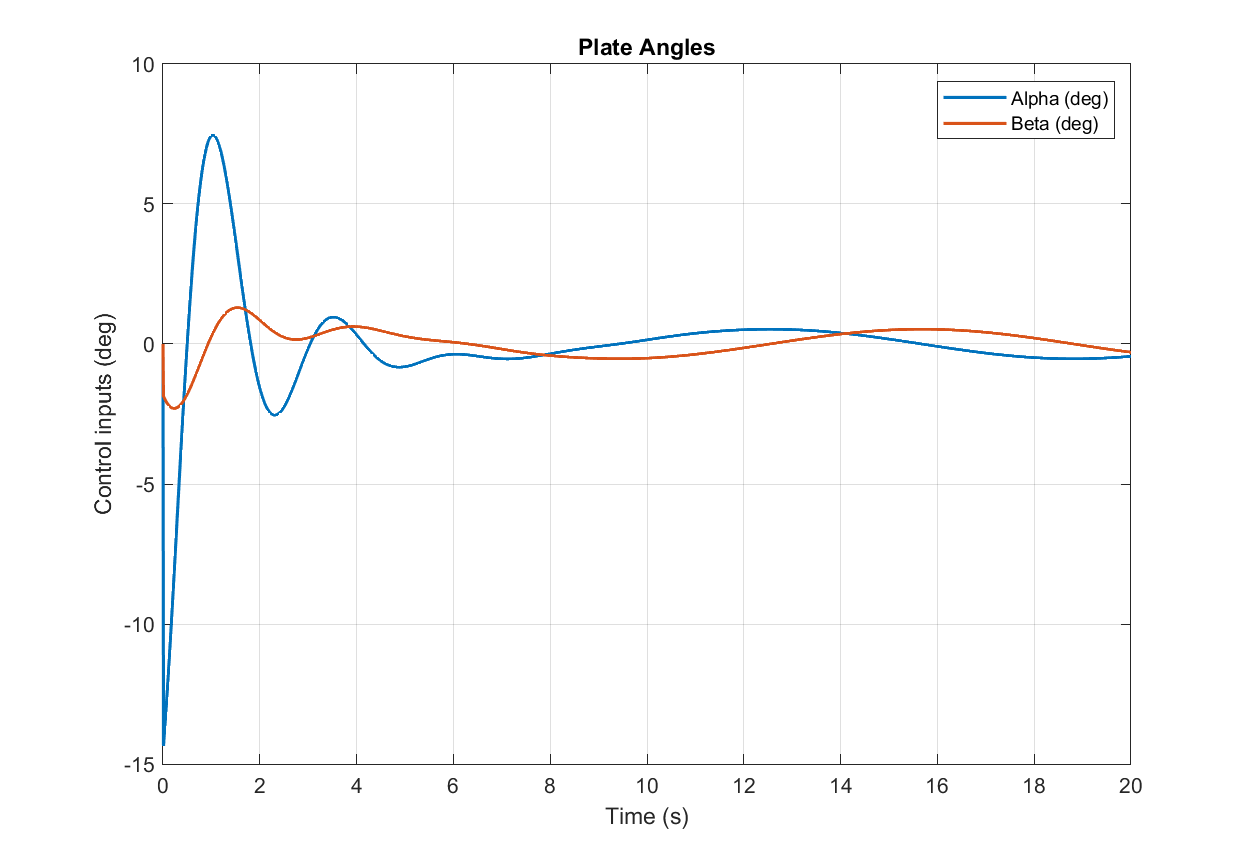 Plate Angles
Alpha (deg)
Beta (deg)
Control inputs (deg)
10
5
0
-5
-10
-15
0 2 4 6 8 10 12 14 16 18 20
Time (s)